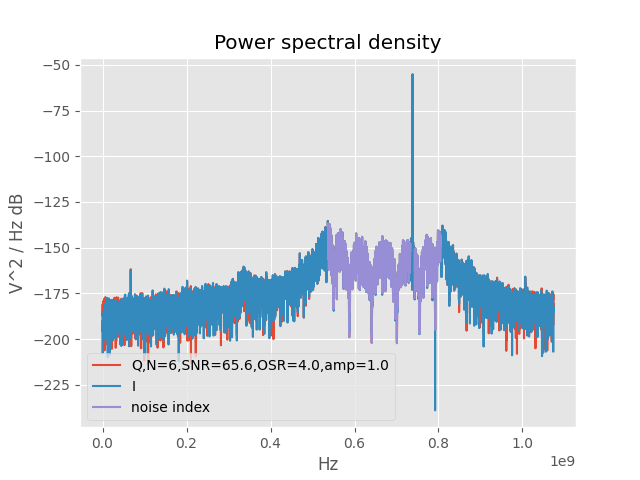 Power spectral density
V^2 / Hz dB
−50
−75
−100
−125
−150
−175
−200
−225
Q,N=6,SNR=65.6,OSR=4.0,amp=1.0
I
noise index
0.0 0.2 0.4 0.6 0.8 1.0
1e9
Hz